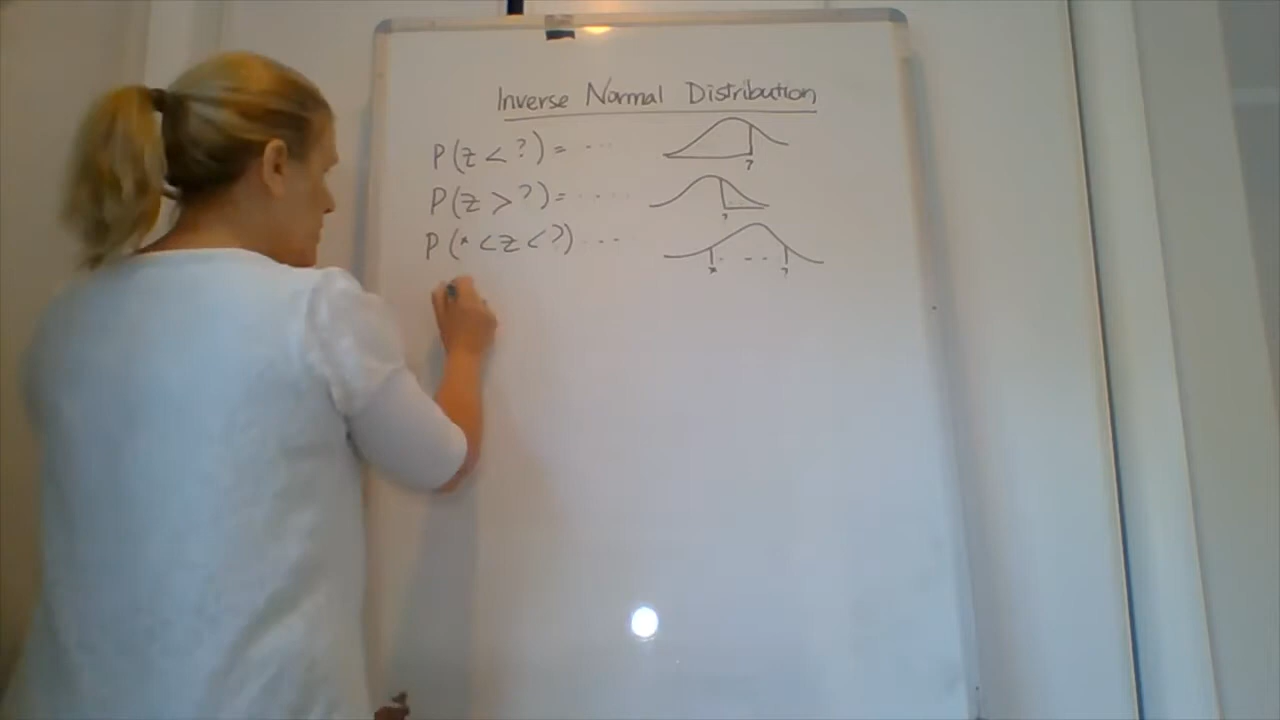 Inverse Normal Distribution
P(z < ?) = ...
?
P(z > ?) = .....
?
P(* < z < ?) ...
* ?